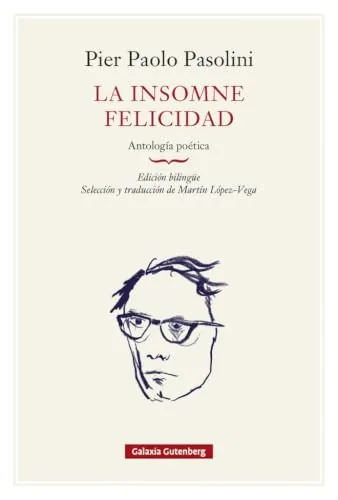 Pier Paolo Pasolini
LA INSOMNE
FELICIDAD
Antología poética
Edición bilingüe
Selección y traducción de Martín López-Vega
Galaxia Gutenberg